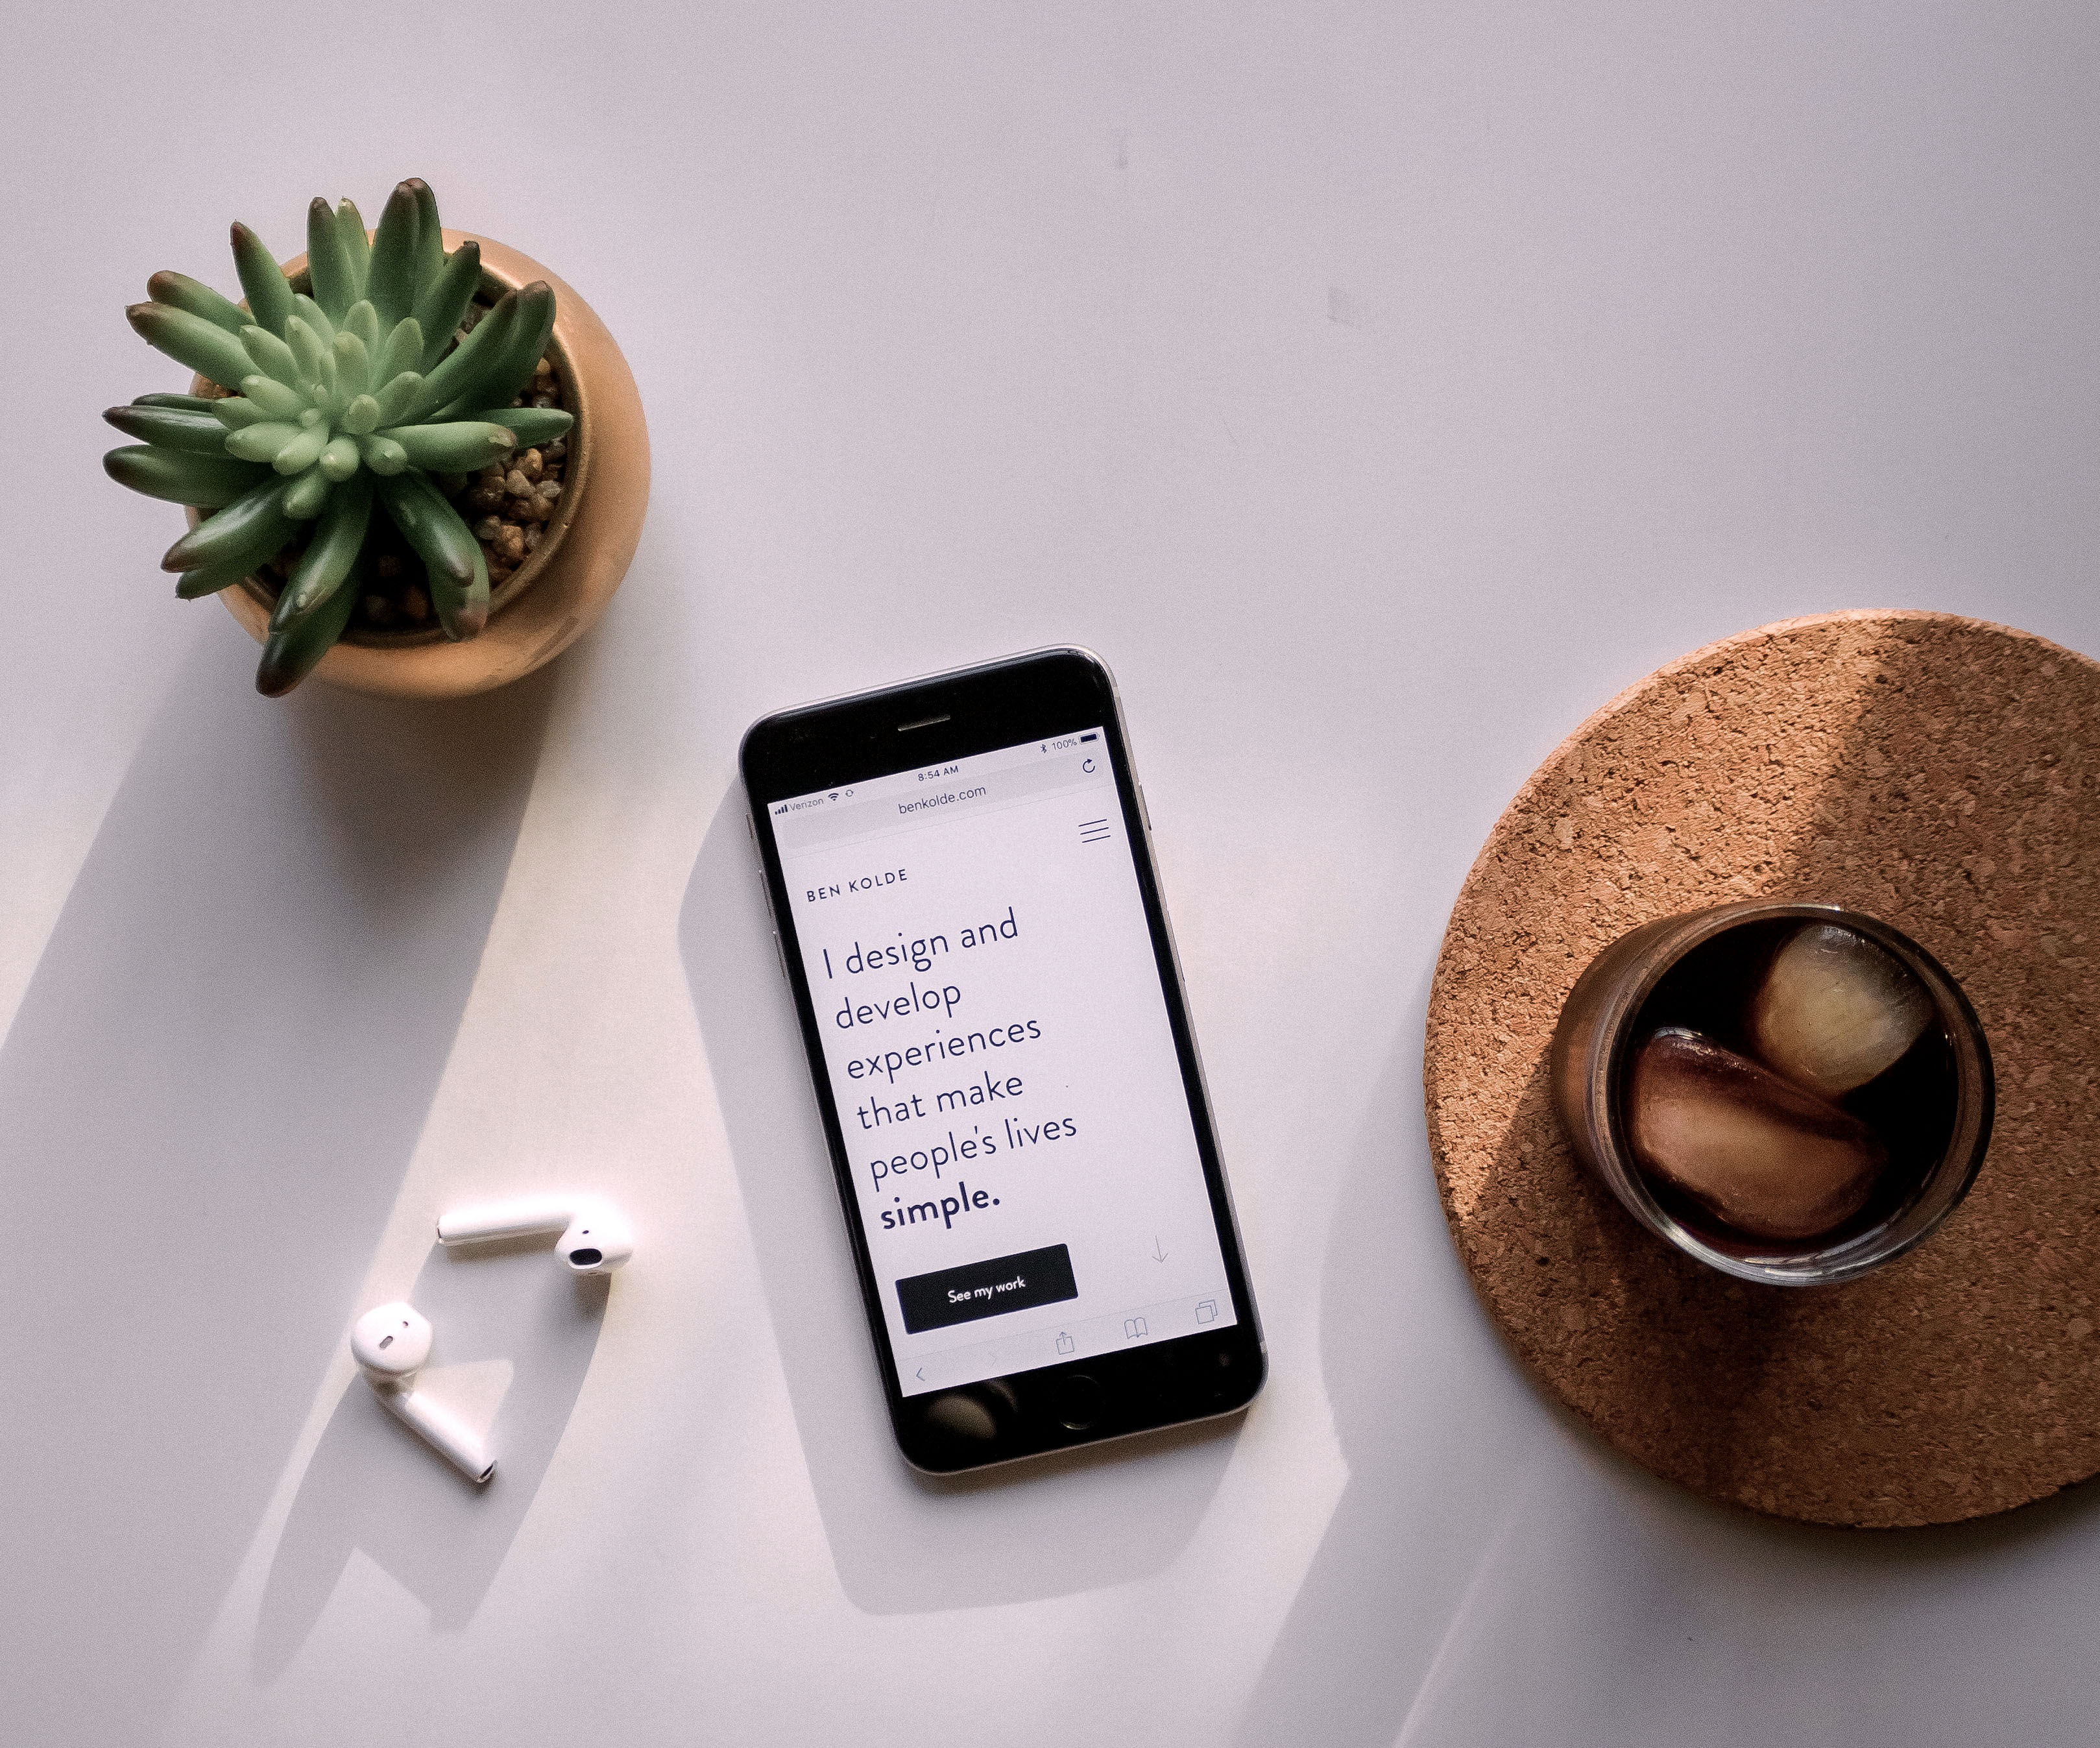 Verizon 8:54 AM 100%
benkolde.com
BEN KOLDE
I design and
develop
experiences
that make
people's lives
simple.
See my work